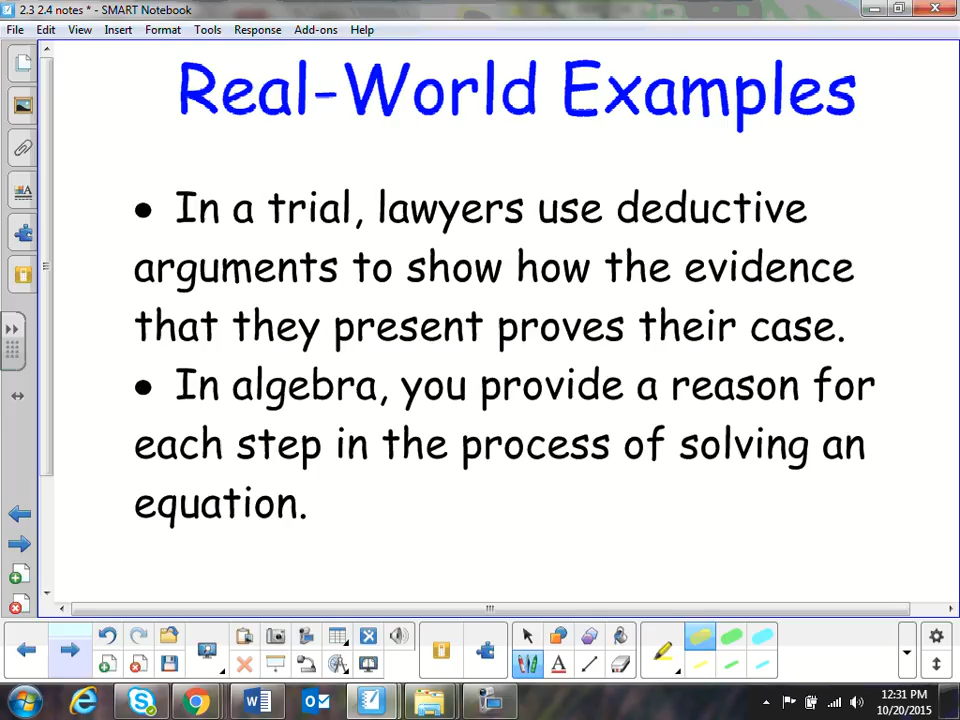 2.3 2.4 notes * - SMART Notebook
File Edit View Insert Format Tools Response Add-ons Help
Real-World Examples
• In a trial, lawyers use deductive
arguments to show how the evidence
that they present proves their case.
• In algebra, you provide a reason for
each step in the process of solving an
equation.
12:31 PM
10/20/2015